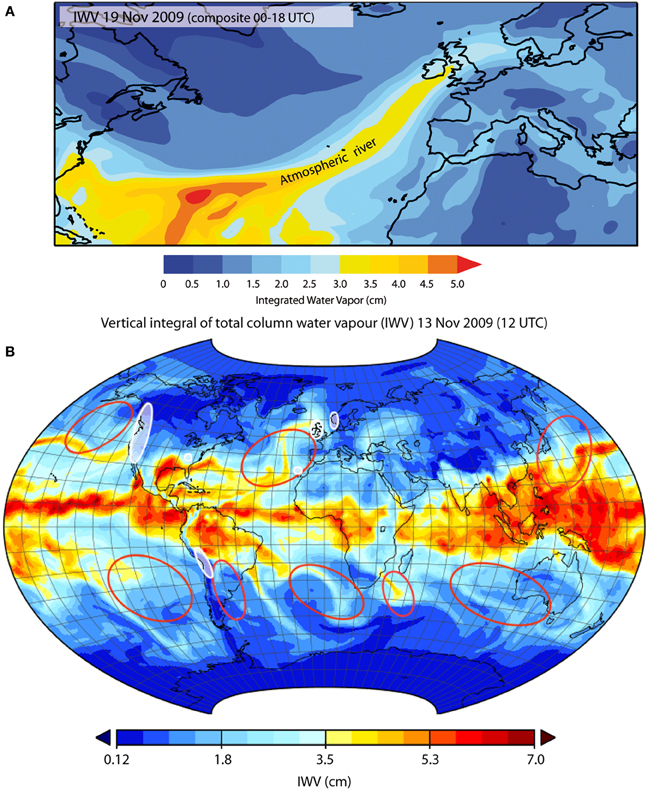 A
IWV 19 Nov 2009 (composite 00-18 UTC)
Atmospheric river
0 0.5 1.0 1.5 2.0 2.5 3.0 3.5 4.0 4.5 5.0
Integrated Water Vapor (cm)
Vertical integral of total column water vapour (IWV) 13 Nov 2009 (12 UTC)
B
0.12 1.8 3.5 5.3 7.0
IWV (cm)